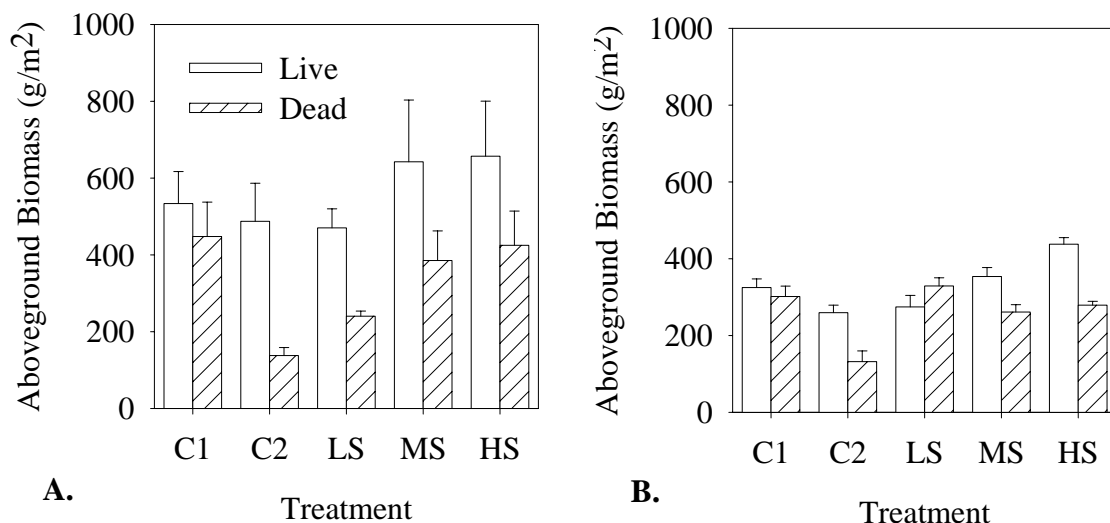 Aboveground Biomass (g/m2)
1000
800
600
400
200
0
Live
Dead
C1 C2 LS MS HS
Treatment
A.
Aboveground Biomass (g/m2)
1000
800
600
400
200
0
C1 C2 LS MS HS
Treatment
B.